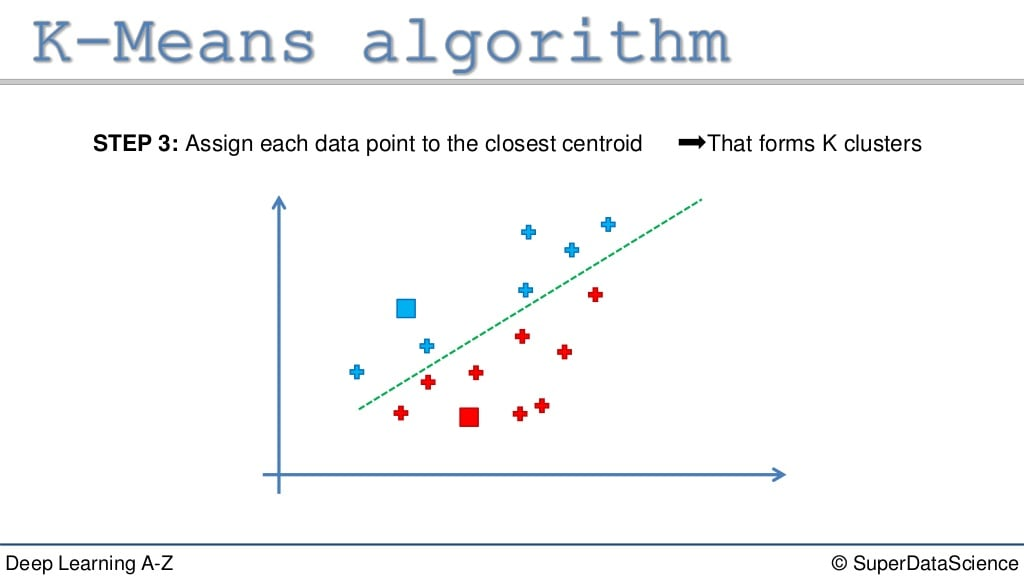 K-Means algorithm
STEP 3: Assign each data point to the closest centroid ➡That forms K clusters
Deep Learning A-Z
© SuperDataScience